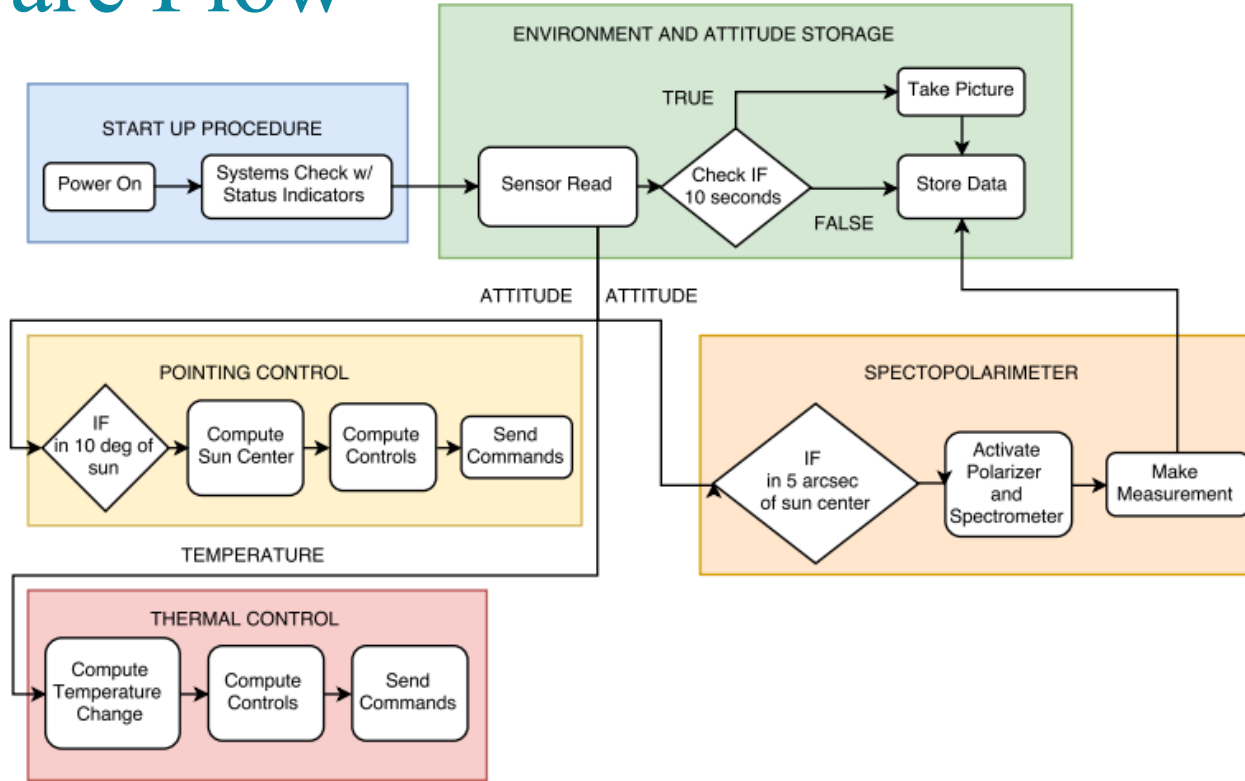 are Flow
ENVIRONMENT AND ATTITUDE STORAGE
TRUE
Take Picture
START UP PROCEDURE
Power On
Systems Check w/
Status Indicators
Sensor Read
Check IF
10 seconds
Store Data
FALSE
ATTITUDE
ATTITUDE
POINTING CONTROL
IF
in 10 deg of
sun
Compute
Sun Center
Compute
Controls
Send
Commands
SPECTOPOLARIMETER
IF
in 5 arcsec
of sun center
Activate
Polarizer
and
Spectrometer
Make
Measurement
TEMPERATURE
THERMAL CONTROL
Compute
Temperature
Change
Compute
Controls
Send
Commands